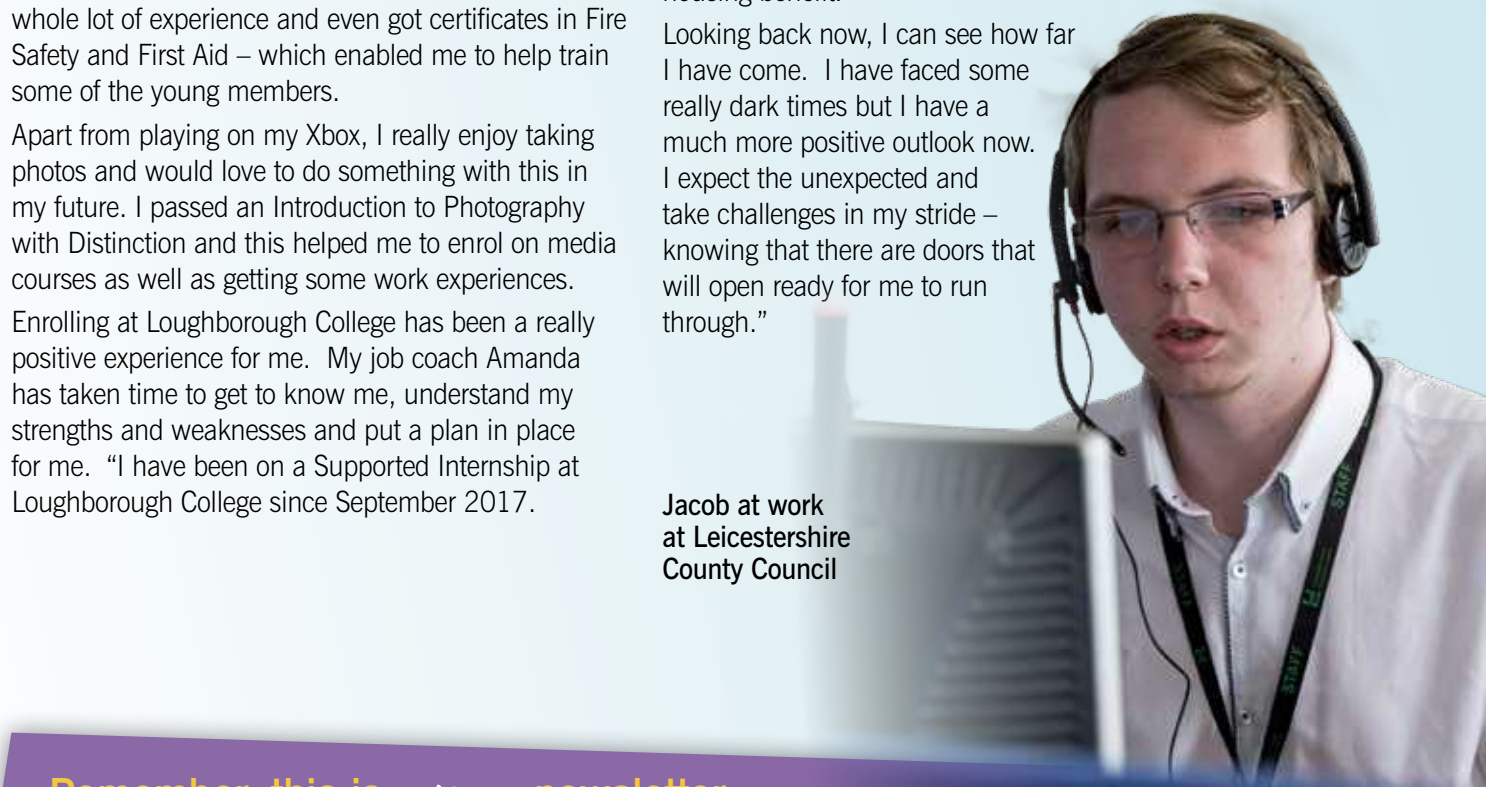 whole lot of experience and even got certificates in Fire
Safety and First Aid – which enabled me to help train
some of the young members.
Apart from playing on my Xbox, I really enjoy taking
photos and would love to do something with this in
my future. I passed an Introduction to Photography
with Distinction and this helped me to enrol on media
courses as well as getting some work experiences.
Enrolling at Loughborough College has been a really
positive experience for me.  My job coach Amanda
has taken time to get to know me, understand my
strengths and weaknesses and put a plan in place
for me.  “I have been on a Supported Internship at
Loughborough College since September 2017.
housing benefit.
Looking back now, I can see how far
I have come.  I have faced some
really dark times but I have a
much more positive outlook now.
I expect the unexpected and
take challenges in my stride –
knowing that there are doors that
will open ready for me to run
through.”
Jacob at work
at Leicestershire
County Council
STAFF
STAFF
Remember, this is newsletter